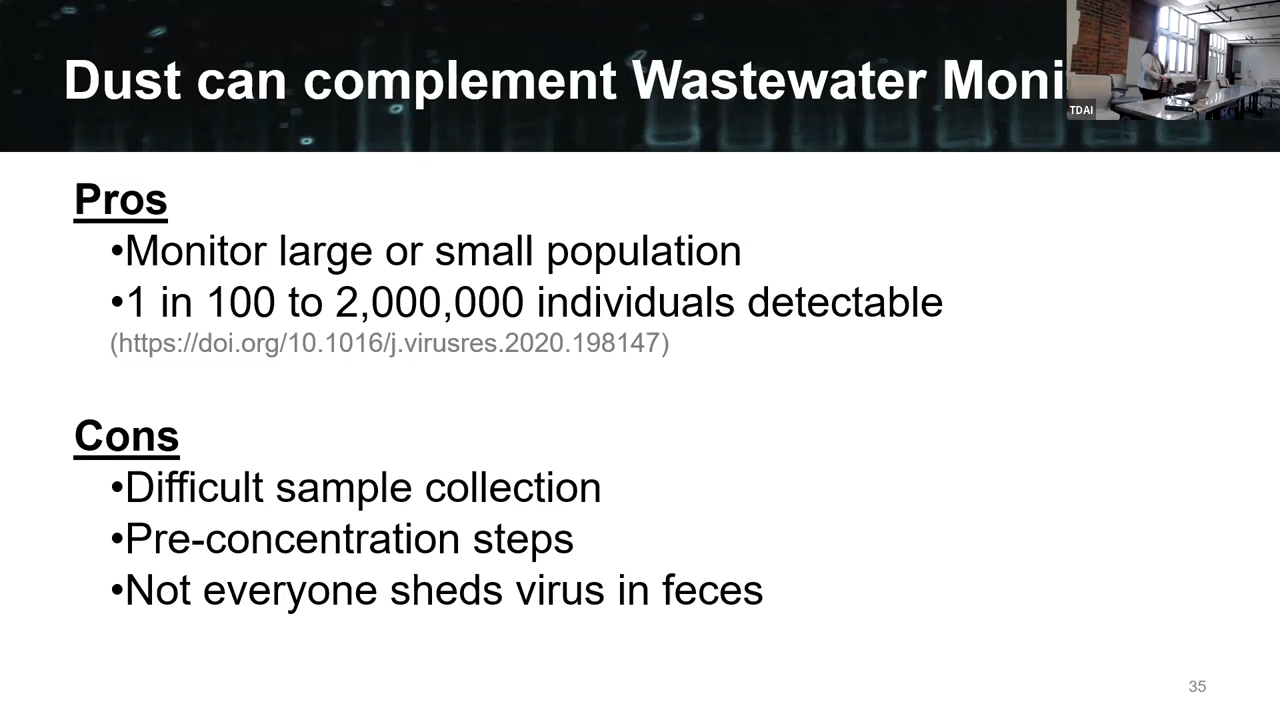 Dust can complement Wastewater Moni
TDAI
Pros
•Monitor large or small population
•1 in 100 to 2,000,000 individuals detectable
(https://doi.org/10.1016/j.virusres.2020.198147)
Cons
•Difficult sample collection
•Pre-concentration steps
•Not everyone sheds virus in feces
35